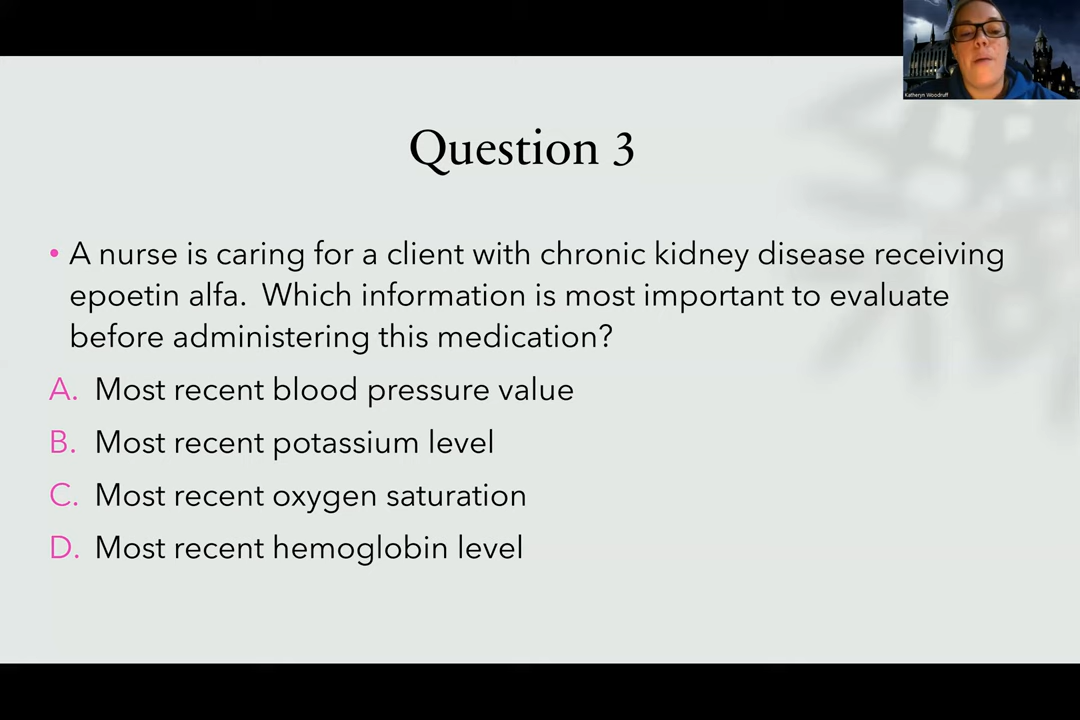 Katheryn Woodruff
Question 3
• A nurse is caring for a client with chronic kidney disease receiving
epoetin alfa.  Which information is most important to evaluate
before administering this medication?
A. Most recent blood pressure value
B. Most recent potassium level
C. Most recent oxygen saturation
D. Most recent hemoglobin level